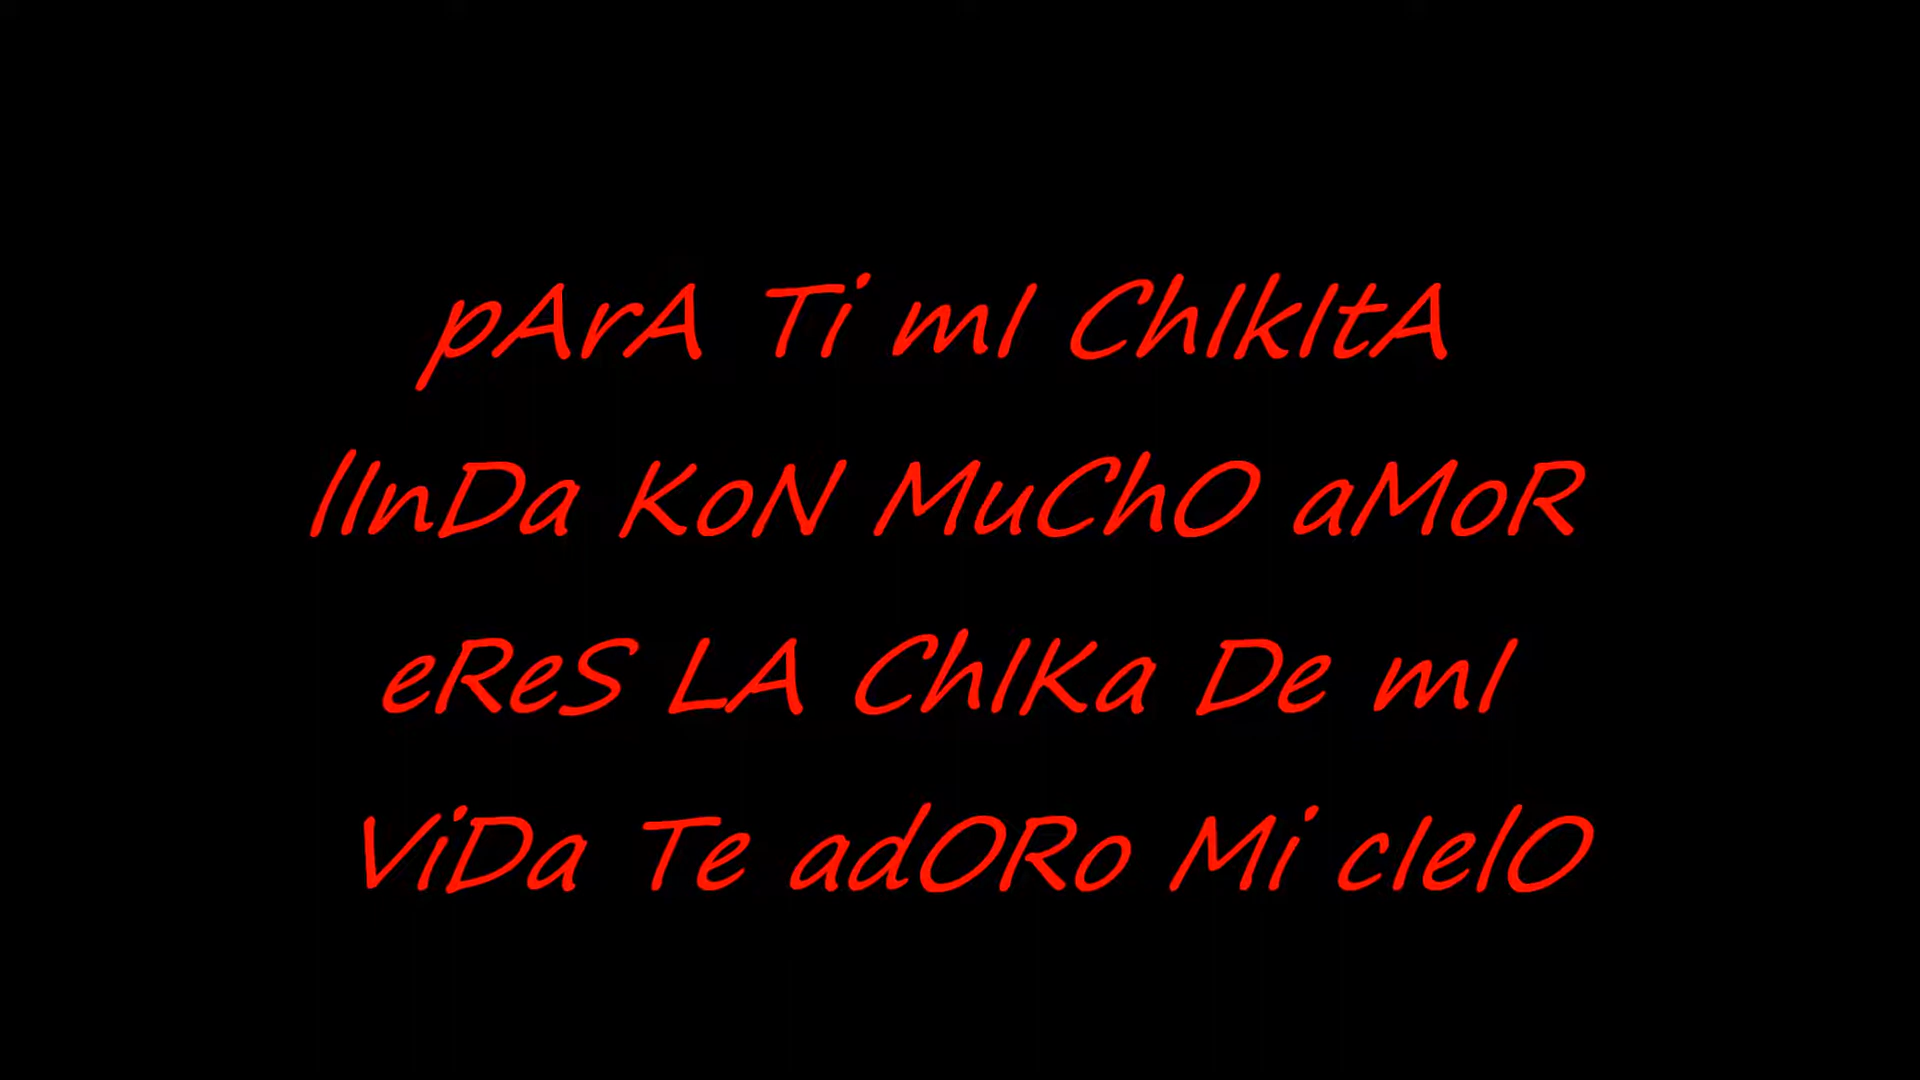 pArA Ti mI ChIkItA
lInDa KoN MuChO aMoR
eReS LA ChIKa De mI
ViDa Te adORo Mi cIelO